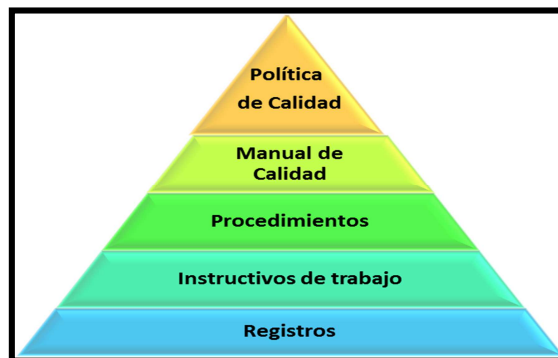 Política
de Calidad
Manual de
Calidad
Procedimientos
Instructivos de trabajo
Registros